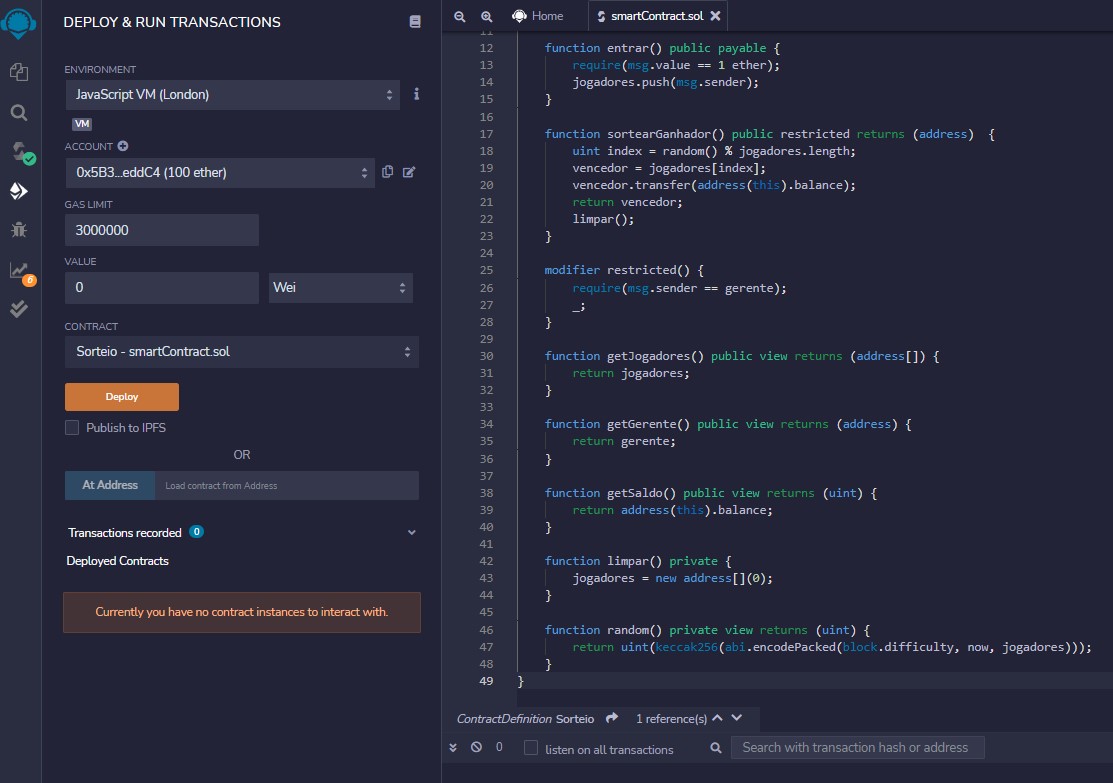 DEPLOY & RUN TRANSACTIONS
ENVIRONMENT
JavaScript VM (London)
VM
ACCOUNT
0x5B3...eddC4 (100 ether)
GAS LIMIT
3000000
VALUE
0
Wei
CONTRACT
Sorteio - smartContract.sol
Deploy
Publish to IPFS
OR
At Address
Load contract from Address
Transactions recorded 0
Deployed Contracts
Currently you have no contract instances to interact with.
6
Home
smartContract.sol
11
12 function entrar() public payable {
13 require(msg.value == 1 ether);
14 jogadores.push(msg.sender);
15 }
16
17 function sortearGanhador() public restricted returns (address)  {
18 uint index = random() % jogadores.length;
19 vencedor = jogadores[index];
20 vencedor.transfer(address(this).balance);
21 return vencedor;
22 limpar();
23 }
24
25 modifier restricted() {
26 require(msg.sender == gerente);
27 _;
28 }
29
30 function getJogadores() public view returns (address[]) {
31 return jogadores;
32 }
33
34 function getGerente() public view returns (address) {
35 return gerente;
36 }
37
38 function getSaldo() public view returns (uint) {
39 return address(this).balance;
40 }
41
42 function limpar() private {
43 jogadores = new address[](0);
44 }
45
46 function random() private view returns (uint) {
47 return uint(keccak256(abi.encodePacked(block.difficulty, now, jogadores)));
48 }
49 }
ContractDefinition Sorteio 1 reference(s)
0 listen on all transactions Search with transaction hash or address